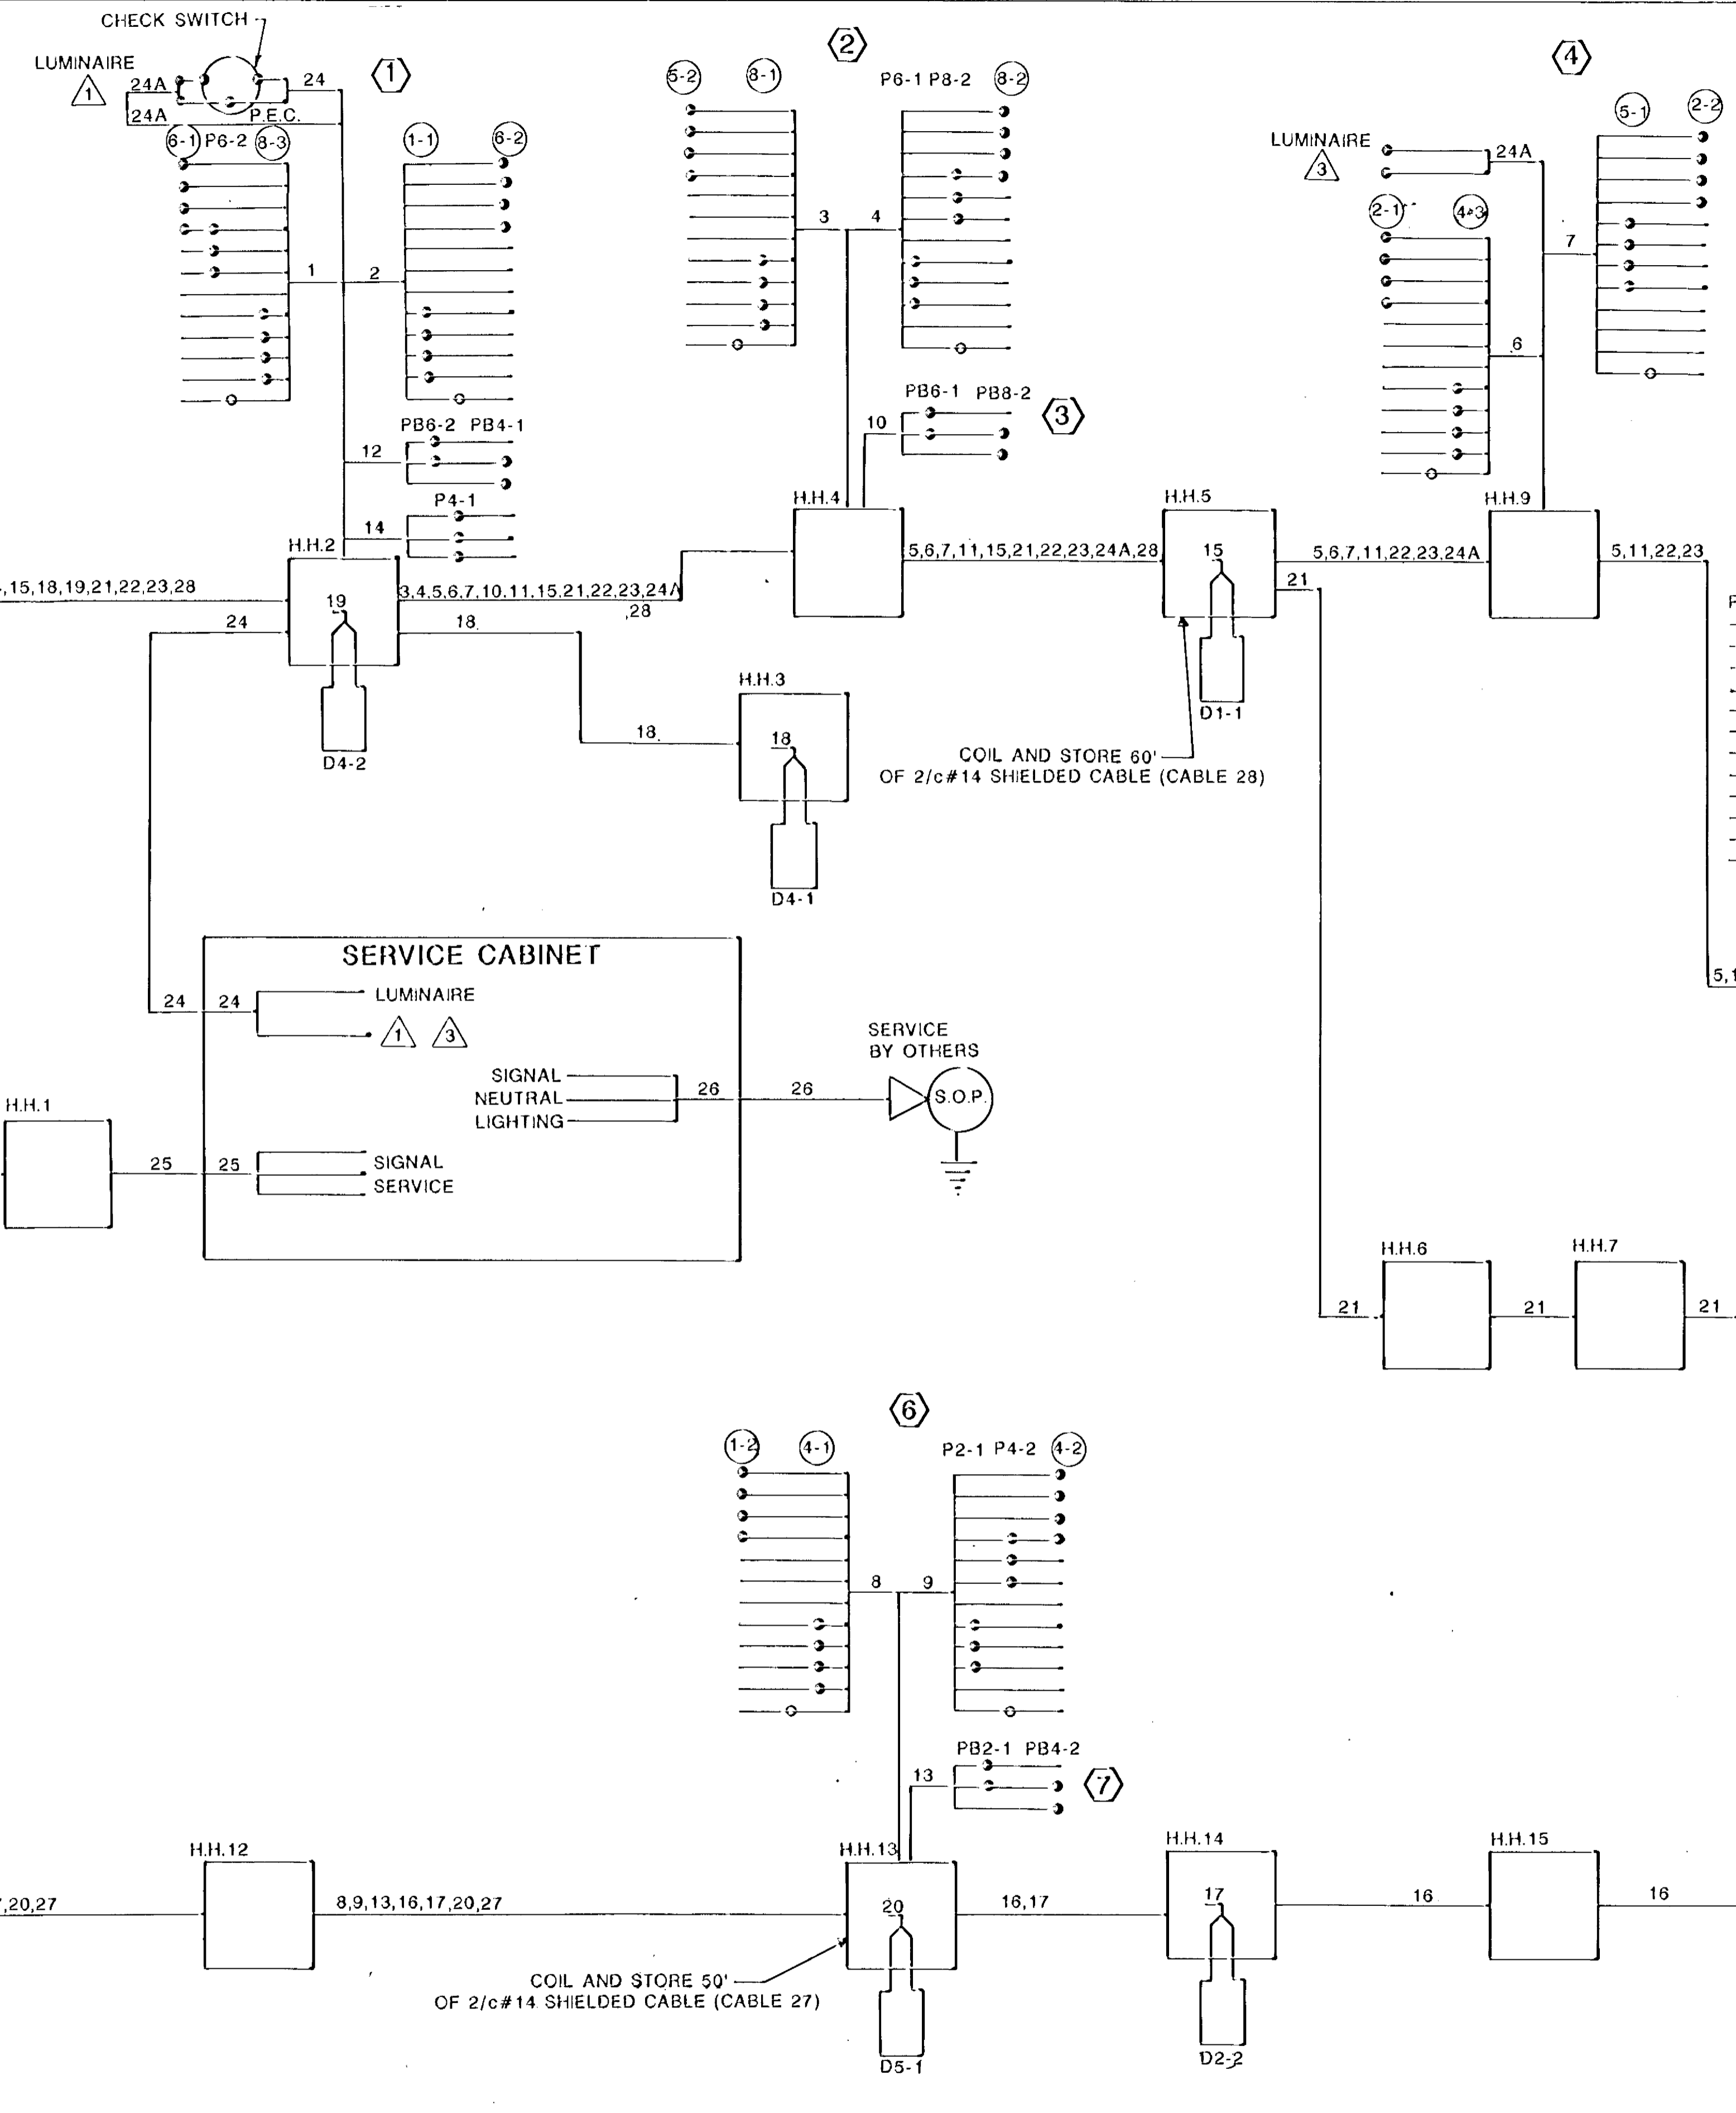 CHECK SWITCH
LUMINAIRE
1
24A
24
24A
P.E.C.
1
6-1 P6-2 8-3
1-1 6-2
1
2
PB6-2 PB4-1
12
P4-1
14
H.H.2
,15,18,19,21,22,23,28
24
19
D4-2
3,4,5,6,7,10,11,15,21,22,23,24A
,28
18
2
5-2 8-1
P6-1 P8-2 8-2
3
4
PB6-1 PB8-2
3
10
H.H.4
5,6,7,11,15,21,22,23,24A,28
H.H.3
18
18
D4-1
H.H.5
15
D1-1
COIL AND STORE 60'
OF 2/c#14 SHIELDED CABLE (CABLE 28)
5,6,7,11,22,23,24A
21
4
LUMINAIRE
3
24A
5-1 2-2
2-1 4-3
7
6
H.H.9
5,11,22,23
P
5,1
SERVICE CABINET
24
24
LUMINAIRE
1 3
SIGNAL
NEUTRAL
LIGHTING
26
26
SERVICE
BY OTHERS
S.O.P.
H.H.1
25
25
SIGNAL
SERVICE
H.H.6
H.H.7
21
21
21
6
1-2 4-1
P2-1 P4-2 4-2
8
9
PB2-1 PB4-2
7
13
H.H.12
,20,27
8,9,13,16,17,20,27
H.H.13
20
D5-1
COIL AND STORE 50'
OF 2/c#14 SHIELDED CABLE (CABLE 27)
16,17
H.H.14
17
D2-2
16
H.H.15
16